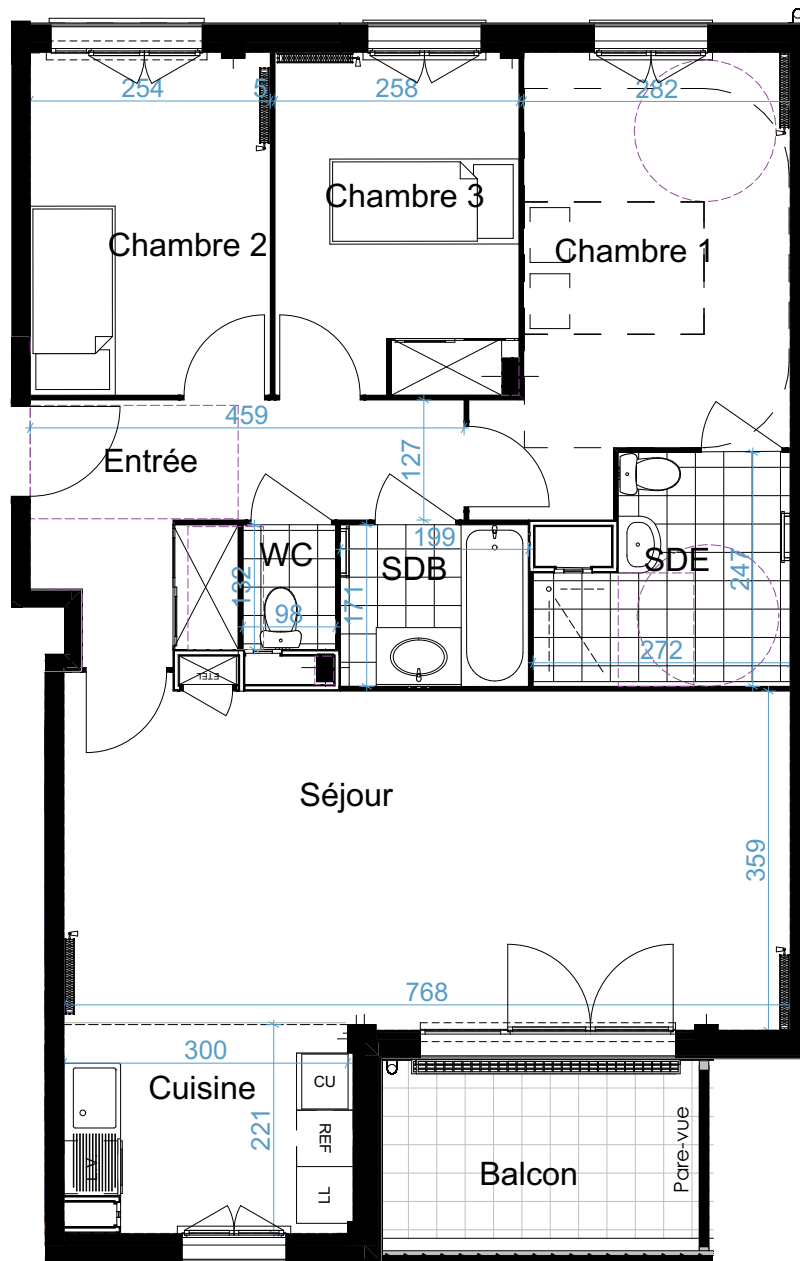 254
5
258
282
Chambre 3
Chambre 2
Chambre 1
459
127
Entrée
WC
199
SDB
SDE
132
98
171
247
272
ETEL
Séjour
359
768
300
Cuisine
CU
221
REF
LL
LV
Balcon
Pare-vue